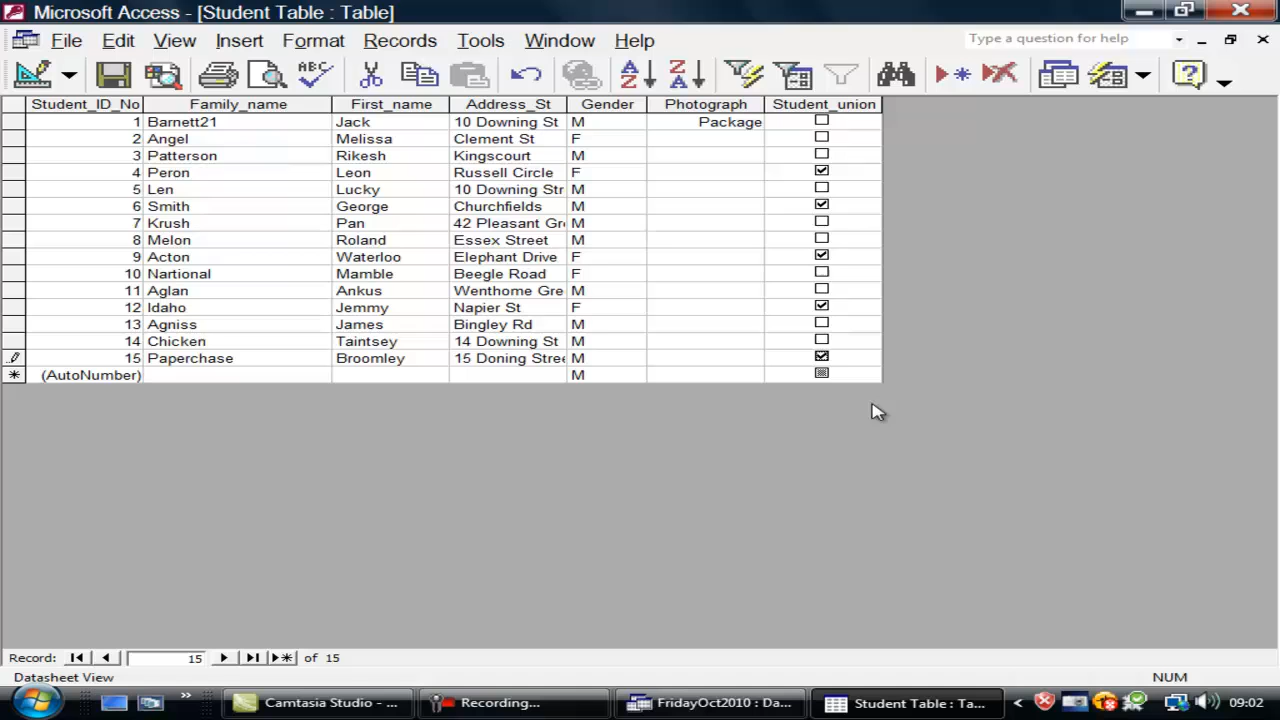 Microsoft Access - [Student Table : Table]
File Edit View Insert Format Records Tools Window Help Type a question for help
ABC A Z Z A
Student_ID_No Family_name First_name Address_St Gender Photograph Student_union
1 Barnett21 Jack 10 Downing St M Package
2 Angel Melissa Clement St F
3 Patterson Rikesh Kingscourt M
4 Peron Leon Russell Circle F
5 Len Lucky 10 Downing Str M
6 Smith George Churchfields M
7 Krush Pan 42 Pleasant Gr M
8 Melon Roland Essex Street M
9 Acton Waterloo Elephant Drive F
10 Nartional Mamble Beegle Road F
11 Aglan Ankus Wenthome Gre M
12 Idaho Jemmy Napier St F
13 Agniss James Bingley Rd M
14 Chicken Taintsey 14 Downing St M
15 Paperchase Broomley 15 Doning Stree M
(AutoNumber) M
Record: 15 of 15
Datasheet View NUM
Camtasia Studio - ... Recording... FridayOct2010 : Da... Student Table : Ta... 09:02